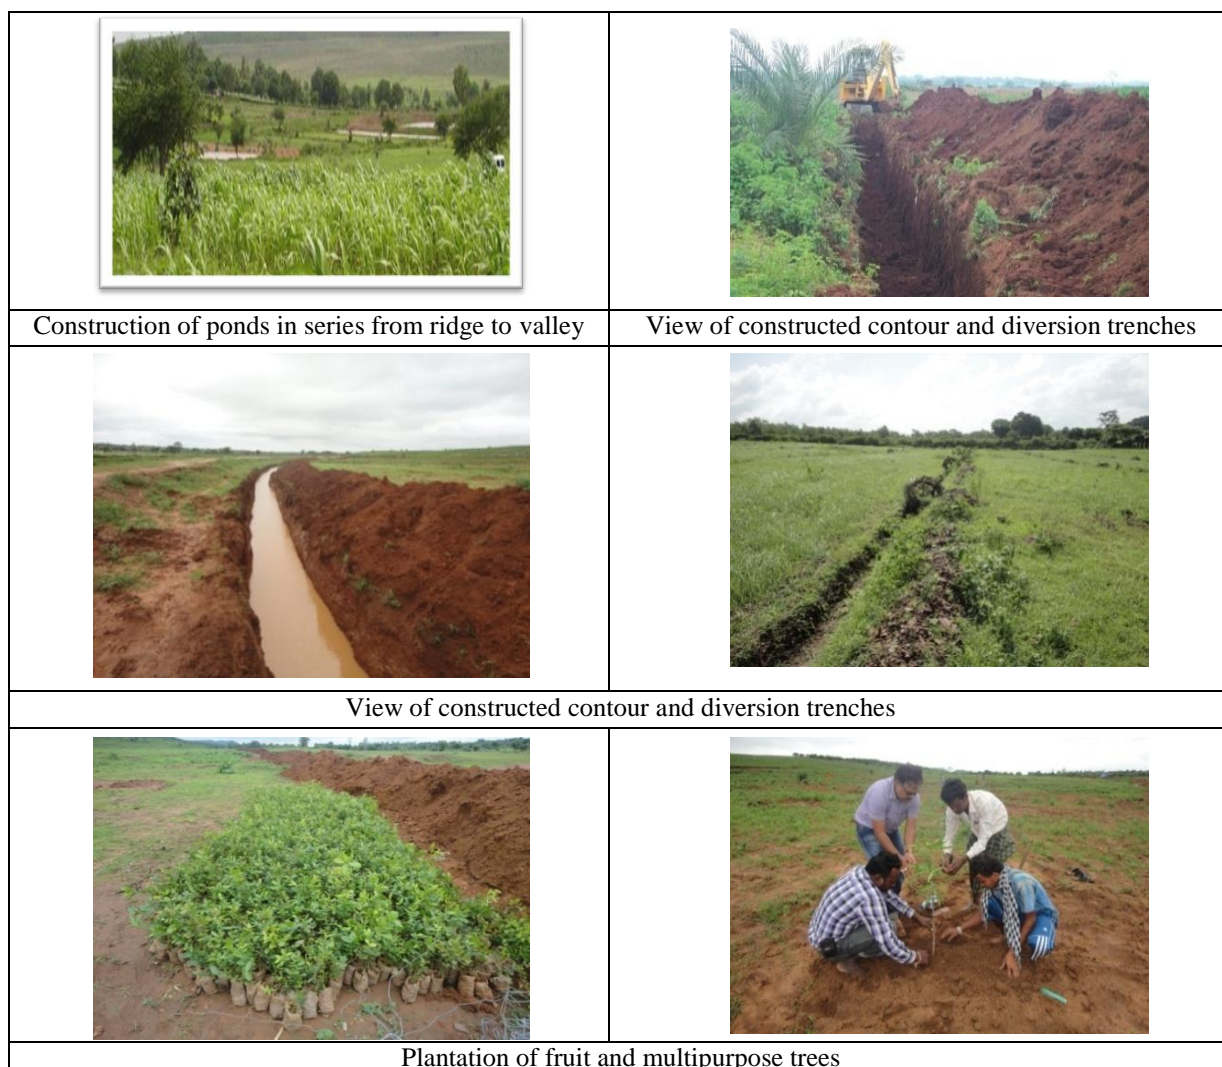 Construction of ponds in series from ridge to valley
View of constructed contour and diversion trenches
View of constructed contour and diversion trenches
Plantation of fruit and multipurpose trees